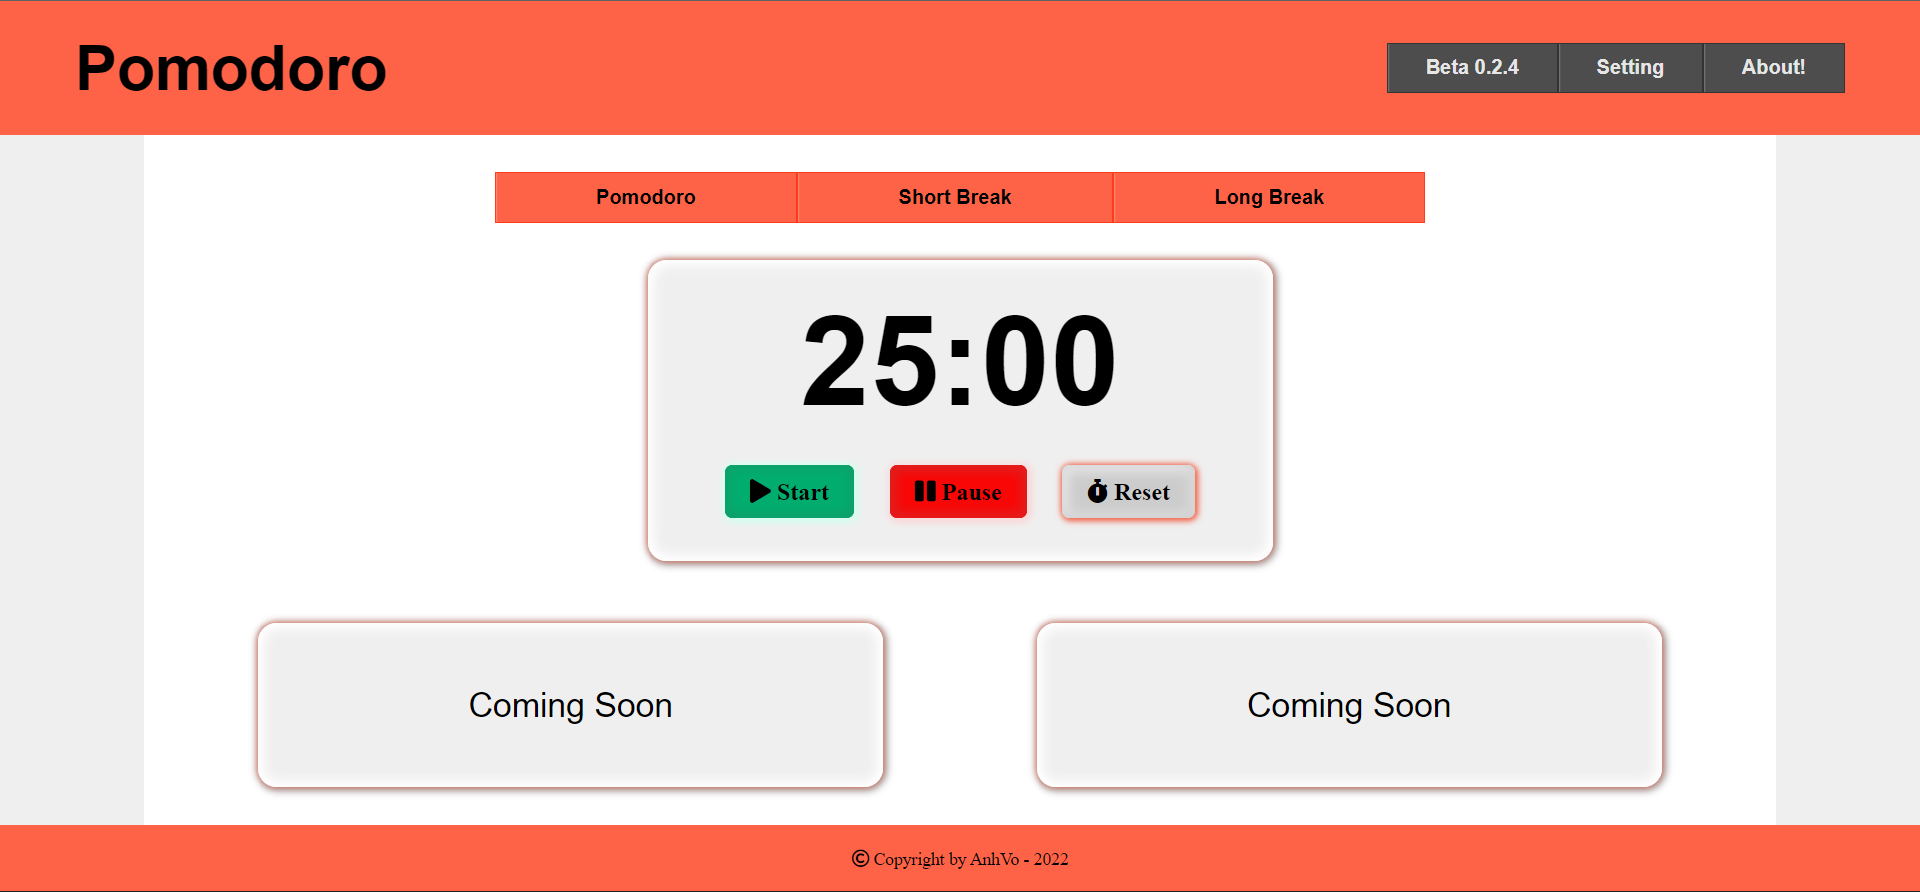 Pomodoro
Beta 0.2.4 Setting About!
Pomodoro Short Break Long Break
25:00
Start Pause Reset
Coming Soon Coming Soon
© Copyright by AnhVo - 2022